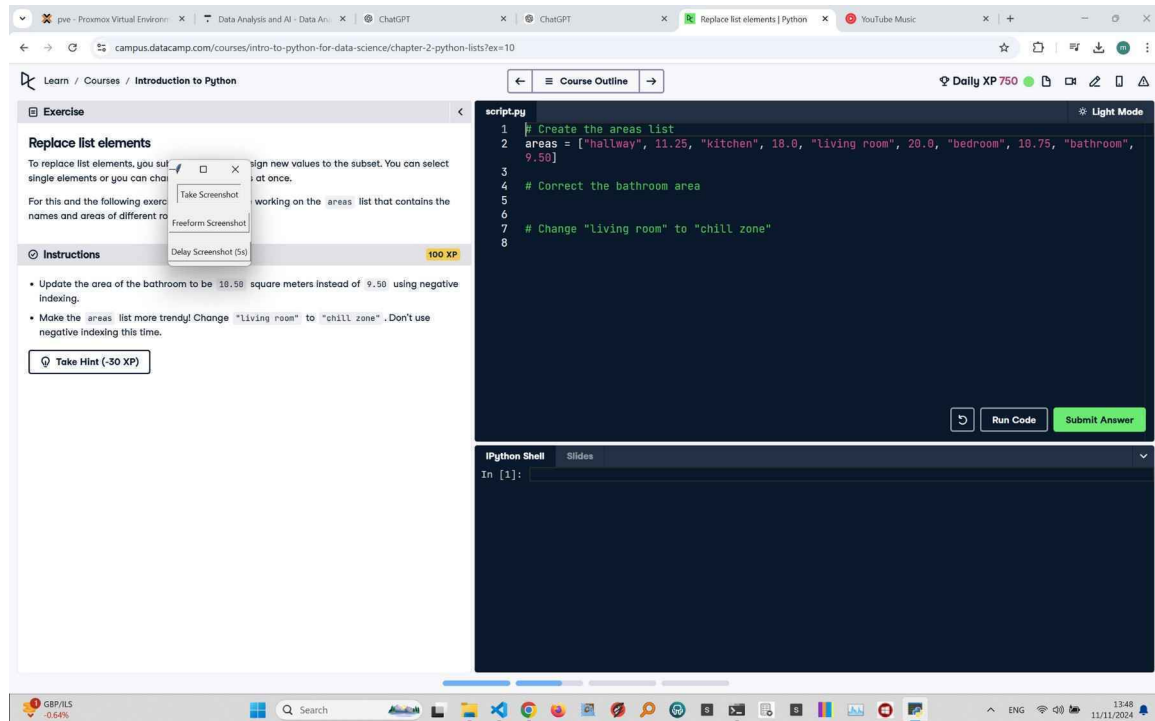 pve - Proxmox Virtual Environm
Data Analysis and AI - Data An
ChatGPT
ChatGPT
Replace list elements | Python
YouTube Music
campus.datacamp.com/courses/intro-to-python-for-data-science/chapter-2-python-lists?ex=10
m
Learn / Courses / Introduction to Python
Course Outline
Daily XP 750
Exercise
Replace list elements
To replace list elements, you su
sign new values to the subset. You can select
single elements or you can cha
s at once.
For this and the following exerc
working on the areas list that contains the
names and areas of different ro
Take Screenshot
Freeform Screenshot
Delay Screenshot (5s)
Instructions
100 XP
• Update the area of the bathroom to be 10.50 square meters instead of 9.50 using negative
indexing.
• Make the areas list more trendy! Change "living room" to "chill zone". Don't use
negative indexing this time.
Take Hint (-30 XP)
script.py
Light Mode
1 # Create the areas list
2 areas = ["hallway", 11.25, "kitchen", 18.0, "living room", 20.0, "bedroom", 10.75, "bathroom",
9.50]
3
4 # Correct the bathroom area
5
6
7 # Change "living room" to "chill zone"
8
Run Code
Submit Answer
IPython Shell
Slides
In [1]:
GBP/ILS
-0.64%
Search
ENG
13:48
11/11/2024